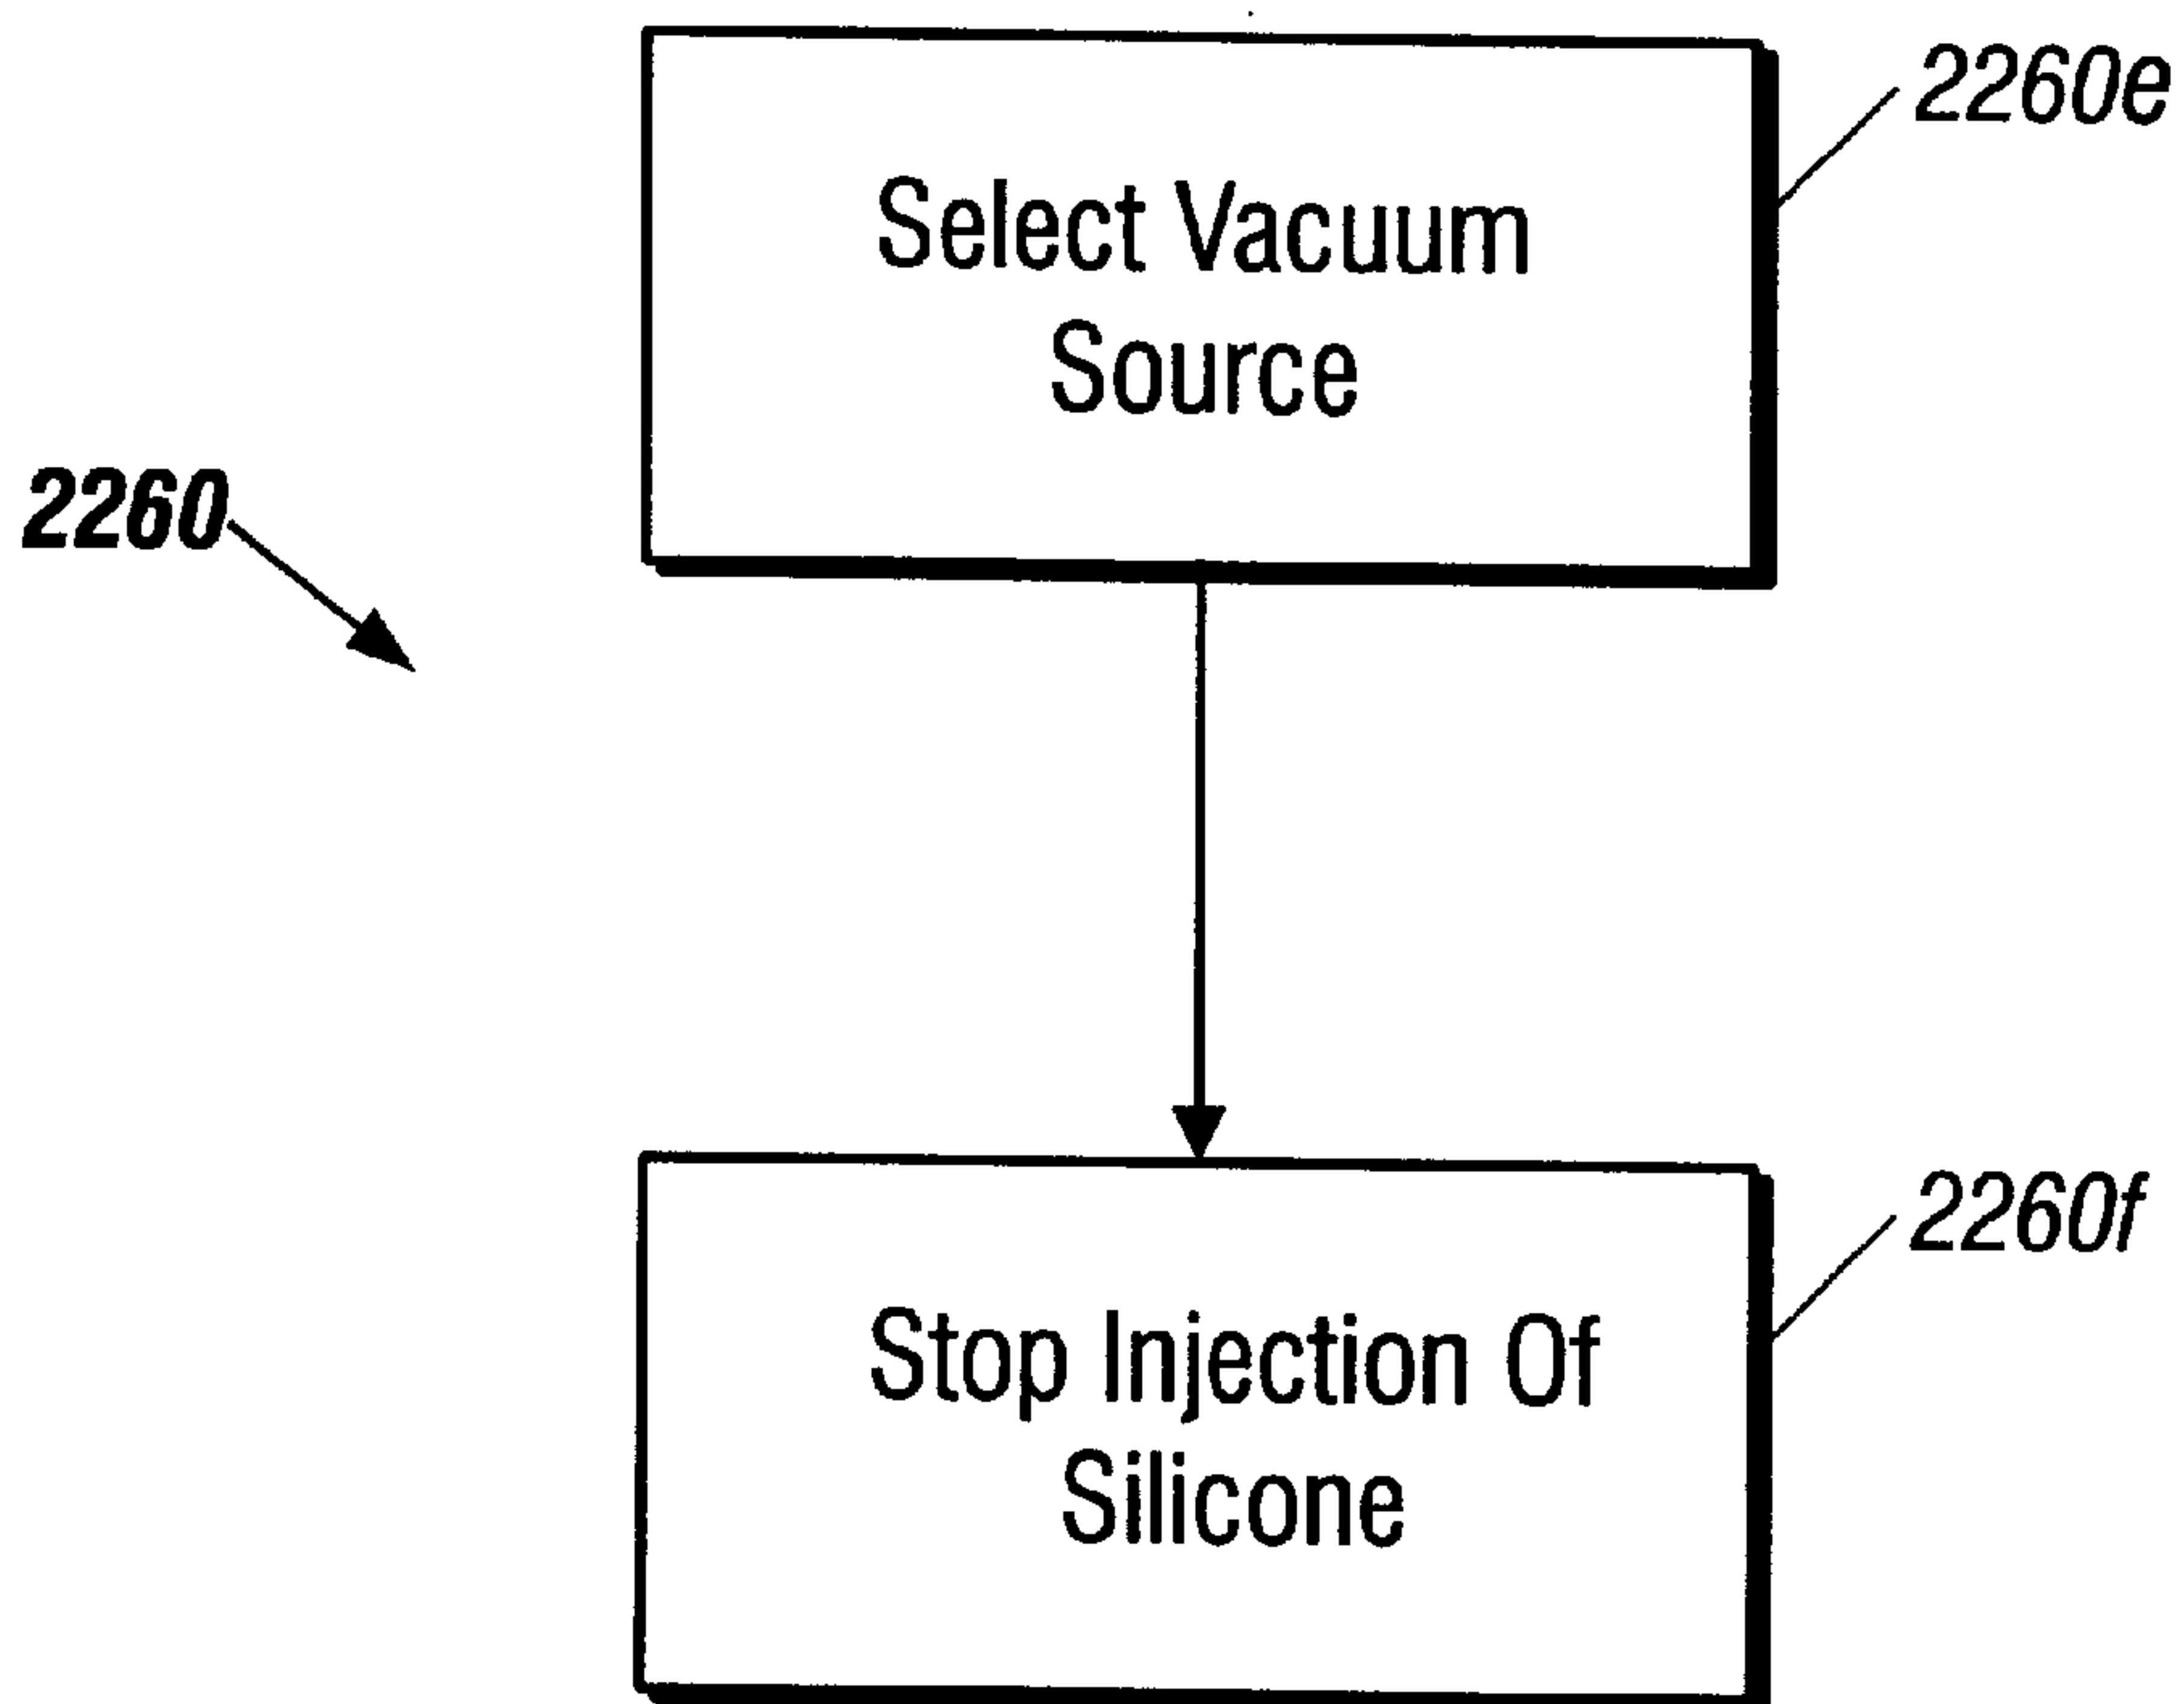 2260e
Select Vacuum
Source
2260
2260f
Stop Injection Of
Silicone